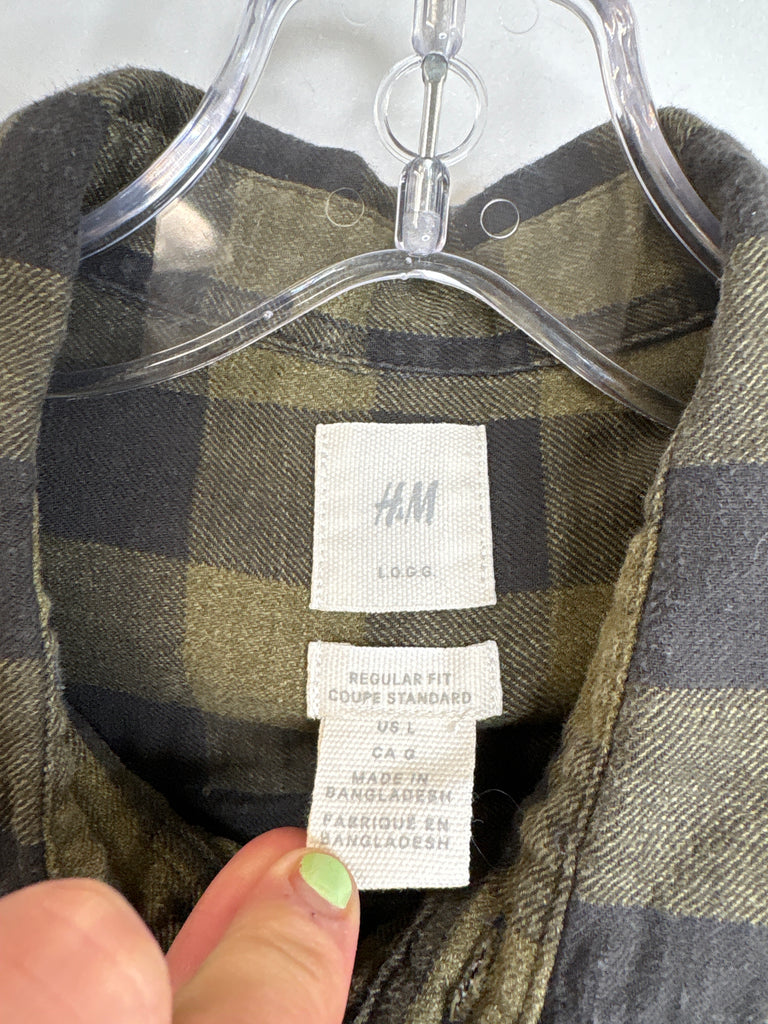 H&M
L.O.G.G.
REGULAR FIT
COUPE STANDARD
US L
CA G
MADE IN
BANGLADESH
FABRIQUÉ EN
BANGLADESH